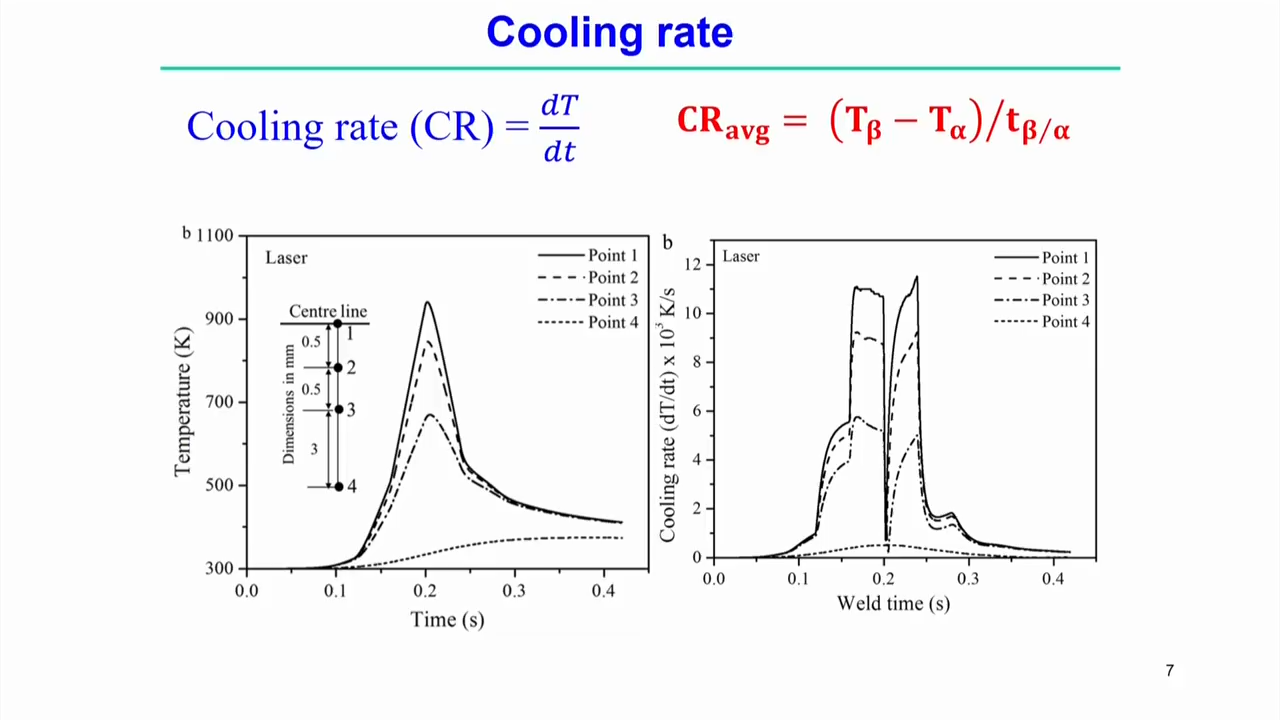 Cooling rate
Cooling rate (CR) = dT/dt
CR_avg = (T_β − T_α)/t_β/α
b
1100
900
700
500
300
Temperature (K)
Laser
Point 1
Point 2
Point 3
Point 4
Centre line
Dimensions in mm
0.5
0.5
3
1
2
3
4
0.0
0.1
0.2
0.3
0.4
Time (s)
b
12
10
8
6
4
2
0
Cooling rate (dT/dt) x 10³ K/s
Laser
Point 1
Point 2
Point 3
Point 4
0.0
0.1
0.2
0.3
0.4
Weld time (s)
7